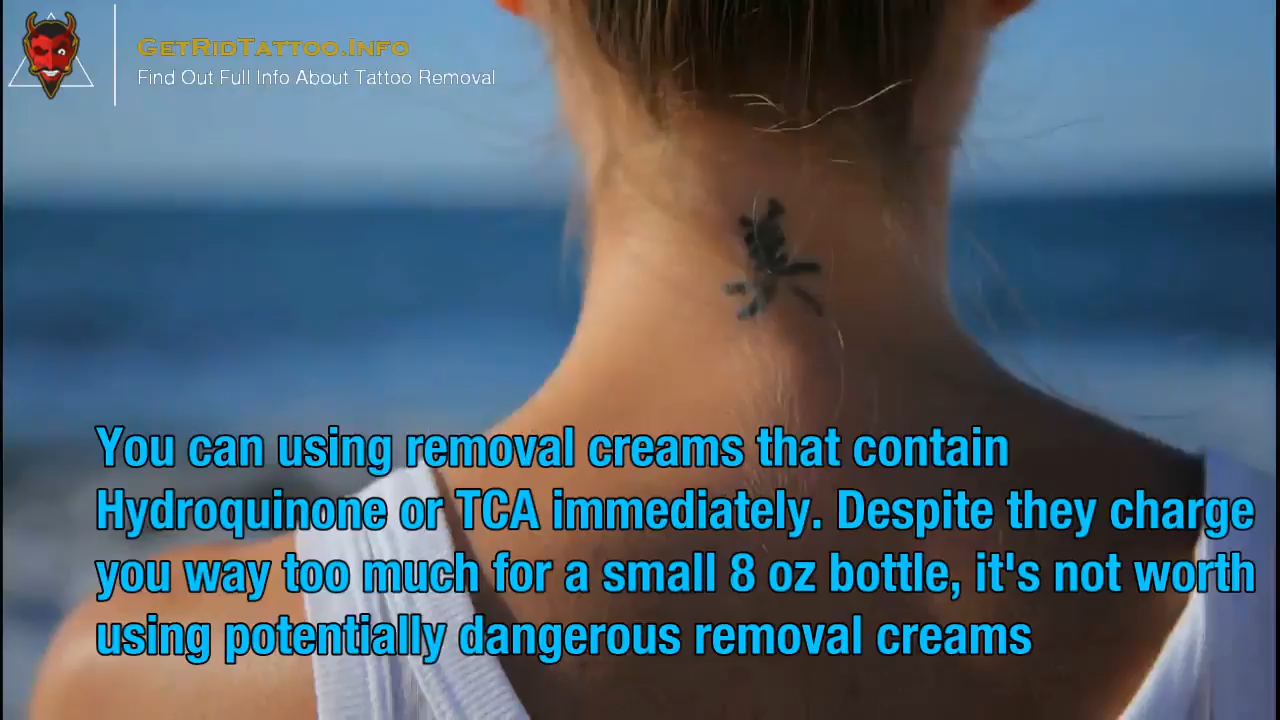 GetRidTattoo.Info
Find Out Full Info About Tattoo Removal
You can using removal creams that contain
Hydroquinone or TCA immediately. Despite they charge
you way too much for a small 8 oz bottle, it's not worth
using potentially dangerous removal creams